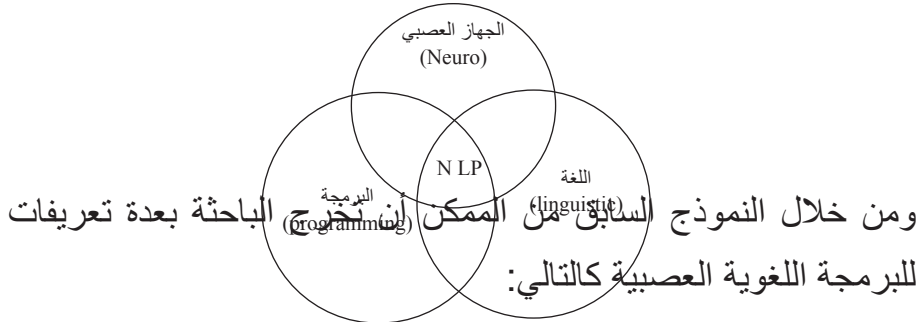 الجهاز العصبي
(Neuro)
N LP
اللغة
(linguistic)
البرمجة
(programming)
ومن خلال النموذج السابق من الممكن أن تخرج الباحثة بعدة تعريفات
للبرمجة اللغوية العصبية كالتالي: